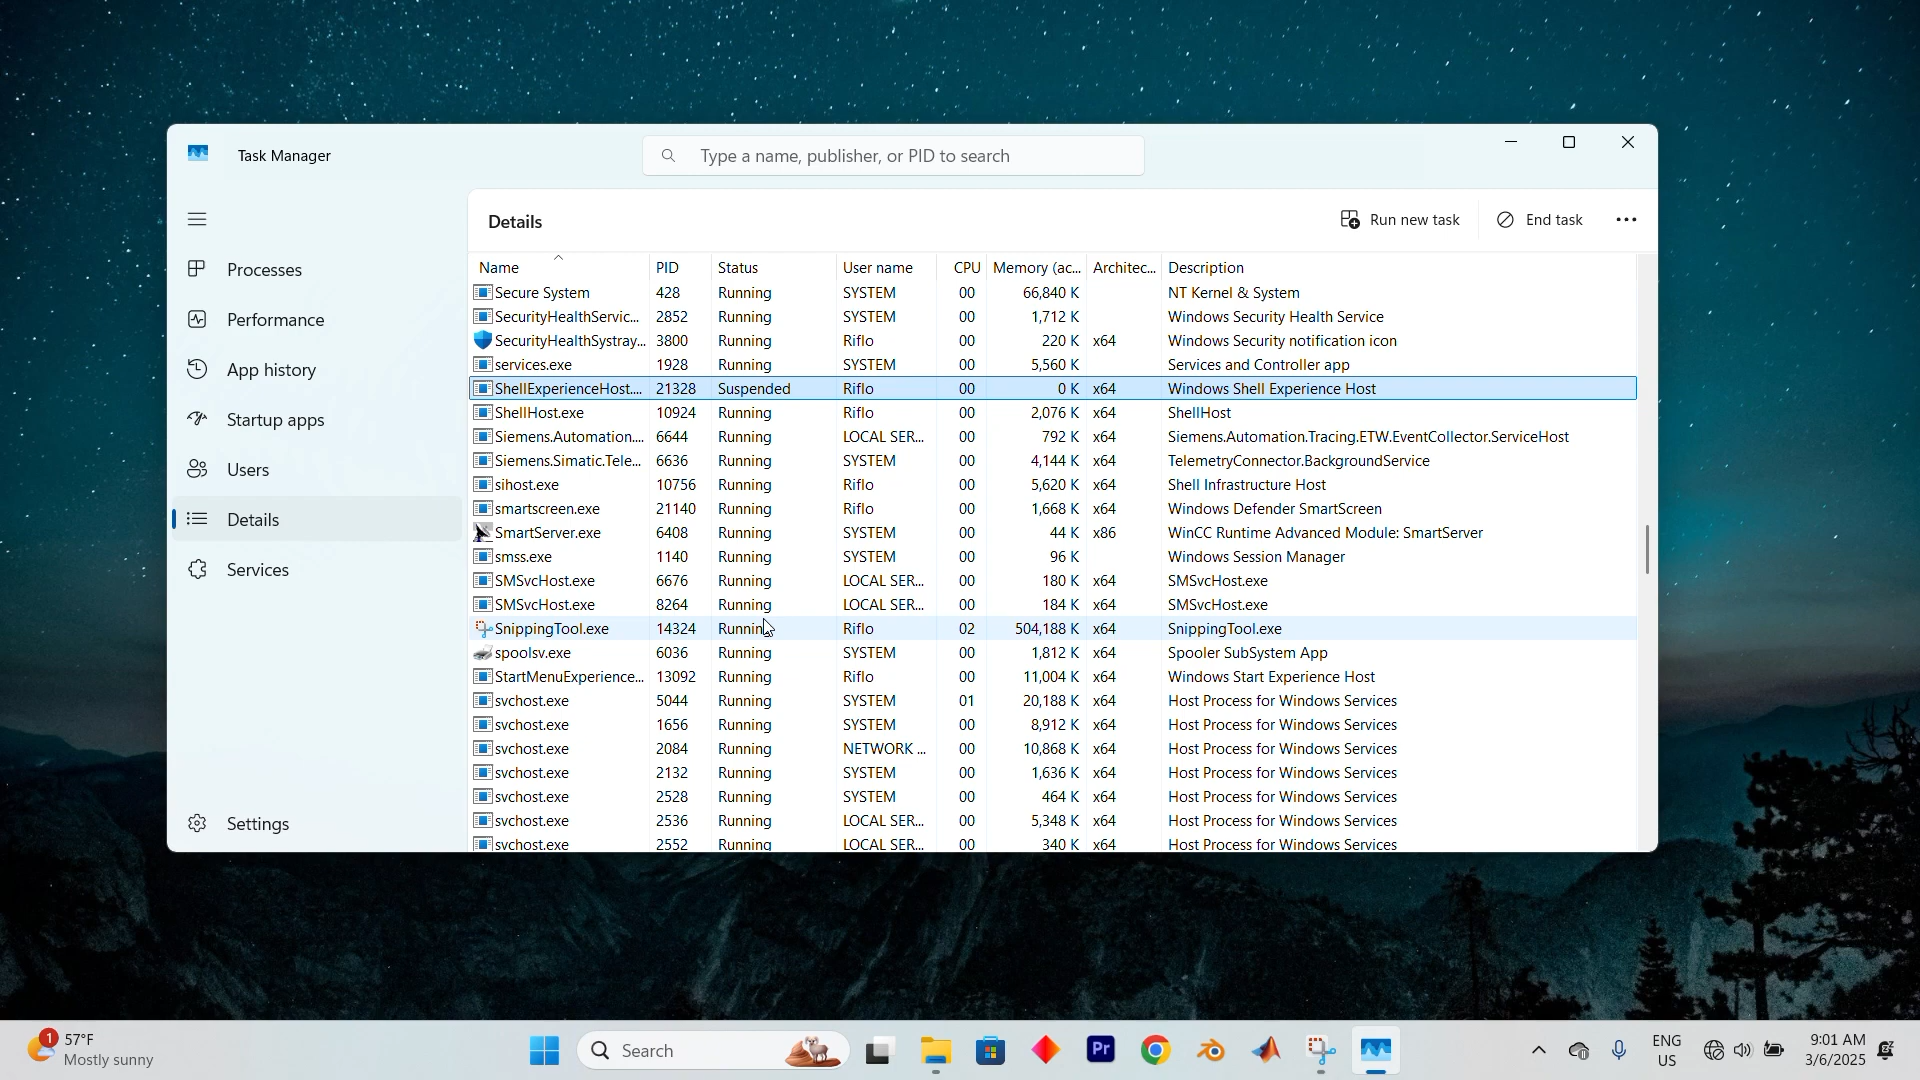 Task Manager
Type a name, publisher, or PID to search
Details
Run new task
End task
Processes
Performance
App history
Startup apps
Users
Details
Services
Settings
Name PID Status User name CPU Memory (ac... Architec... Description
Secure System 428 Running SYSTEM 00 66,840 K NT Kernel & System
SecurityHealthServic... 2852 Running SYSTEM 00 1,712 K Windows Security Health Service
SecurityHealthSystray... 3800 Running Riflo 00 220 K x64 Windows Security notification icon
services.exe 1928 Running SYSTEM 00 5,560 K Services and Controller app
ShellExperienceHost.... 21328 Suspended Riflo 00 0 K x64 Windows Shell Experience Host
ShellHost.exe 10924 Running Riflo 00 2,076 K x64 ShellHost
Siemens.Automation.... 6644 Running LOCAL SER... 00 792 K x64 Siemens.Automation.Tracing.ETW.EventCollector.ServiceHost
Siemens.Simatic.Tele... 6636 Running SYSTEM 00 4,144 K x64 TelemetryConnector.BackgroundService
sihost.exe 10756 Running Riflo 00 5,620 K x64 Shell Infrastructure Host
smartscreen.exe 21140 Running Riflo 00 1,668 K x64 Windows Defender SmartScreen
SmartServer.exe 6408 Running SYSTEM 00 44 K x86 WinCC Runtime Advanced Module: SmartServer
smss.exe 1140 Running SYSTEM 00 96 K Windows Session Manager
SMSvcHost.exe 6676 Running LOCAL SER... 00 180 K x64 SMSvcHost.exe
SMSvcHost.exe 8264 Running LOCAL SER... 00 184 K x64 SMSvcHost.exe
SnippingTool.exe 14324 Running Riflo 02 504,188 K x64 SnippingTool.exe
spoolsv.exe 6036 Running SYSTEM 00 1,812 K x64 Spooler SubSystem App
StartMenuExperience... 13092 Running Riflo 00 11,004 K x64 Windows Start Experience Host
svchost.exe 5044 Running SYSTEM 01 20,188 K x64 Host Process for Windows Services
svchost.exe 1656 Running SYSTEM 00 8,912 K x64 Host Process for Windows Services
svchost.exe 2084 Running NETWORK ... 00 10,868 K x64 Host Process for Windows Services
svchost.exe 2132 Running SYSTEM 00 1,636 K x64 Host Process for Windows Services
svchost.exe 2528 Running SYSTEM 00 464 K x64 Host Process for Windows Services
svchost.exe 2536 Running LOCAL SER... 00 5,348 K x64 Host Process for Windows Services
svchost.exe 2552 Running LOCAL SER... 00 340 K x64 Host Process for Windows Services
1
57°F
Mostly sunny
Search
Pr
ENG
US
9:01 AM
3/6/2025